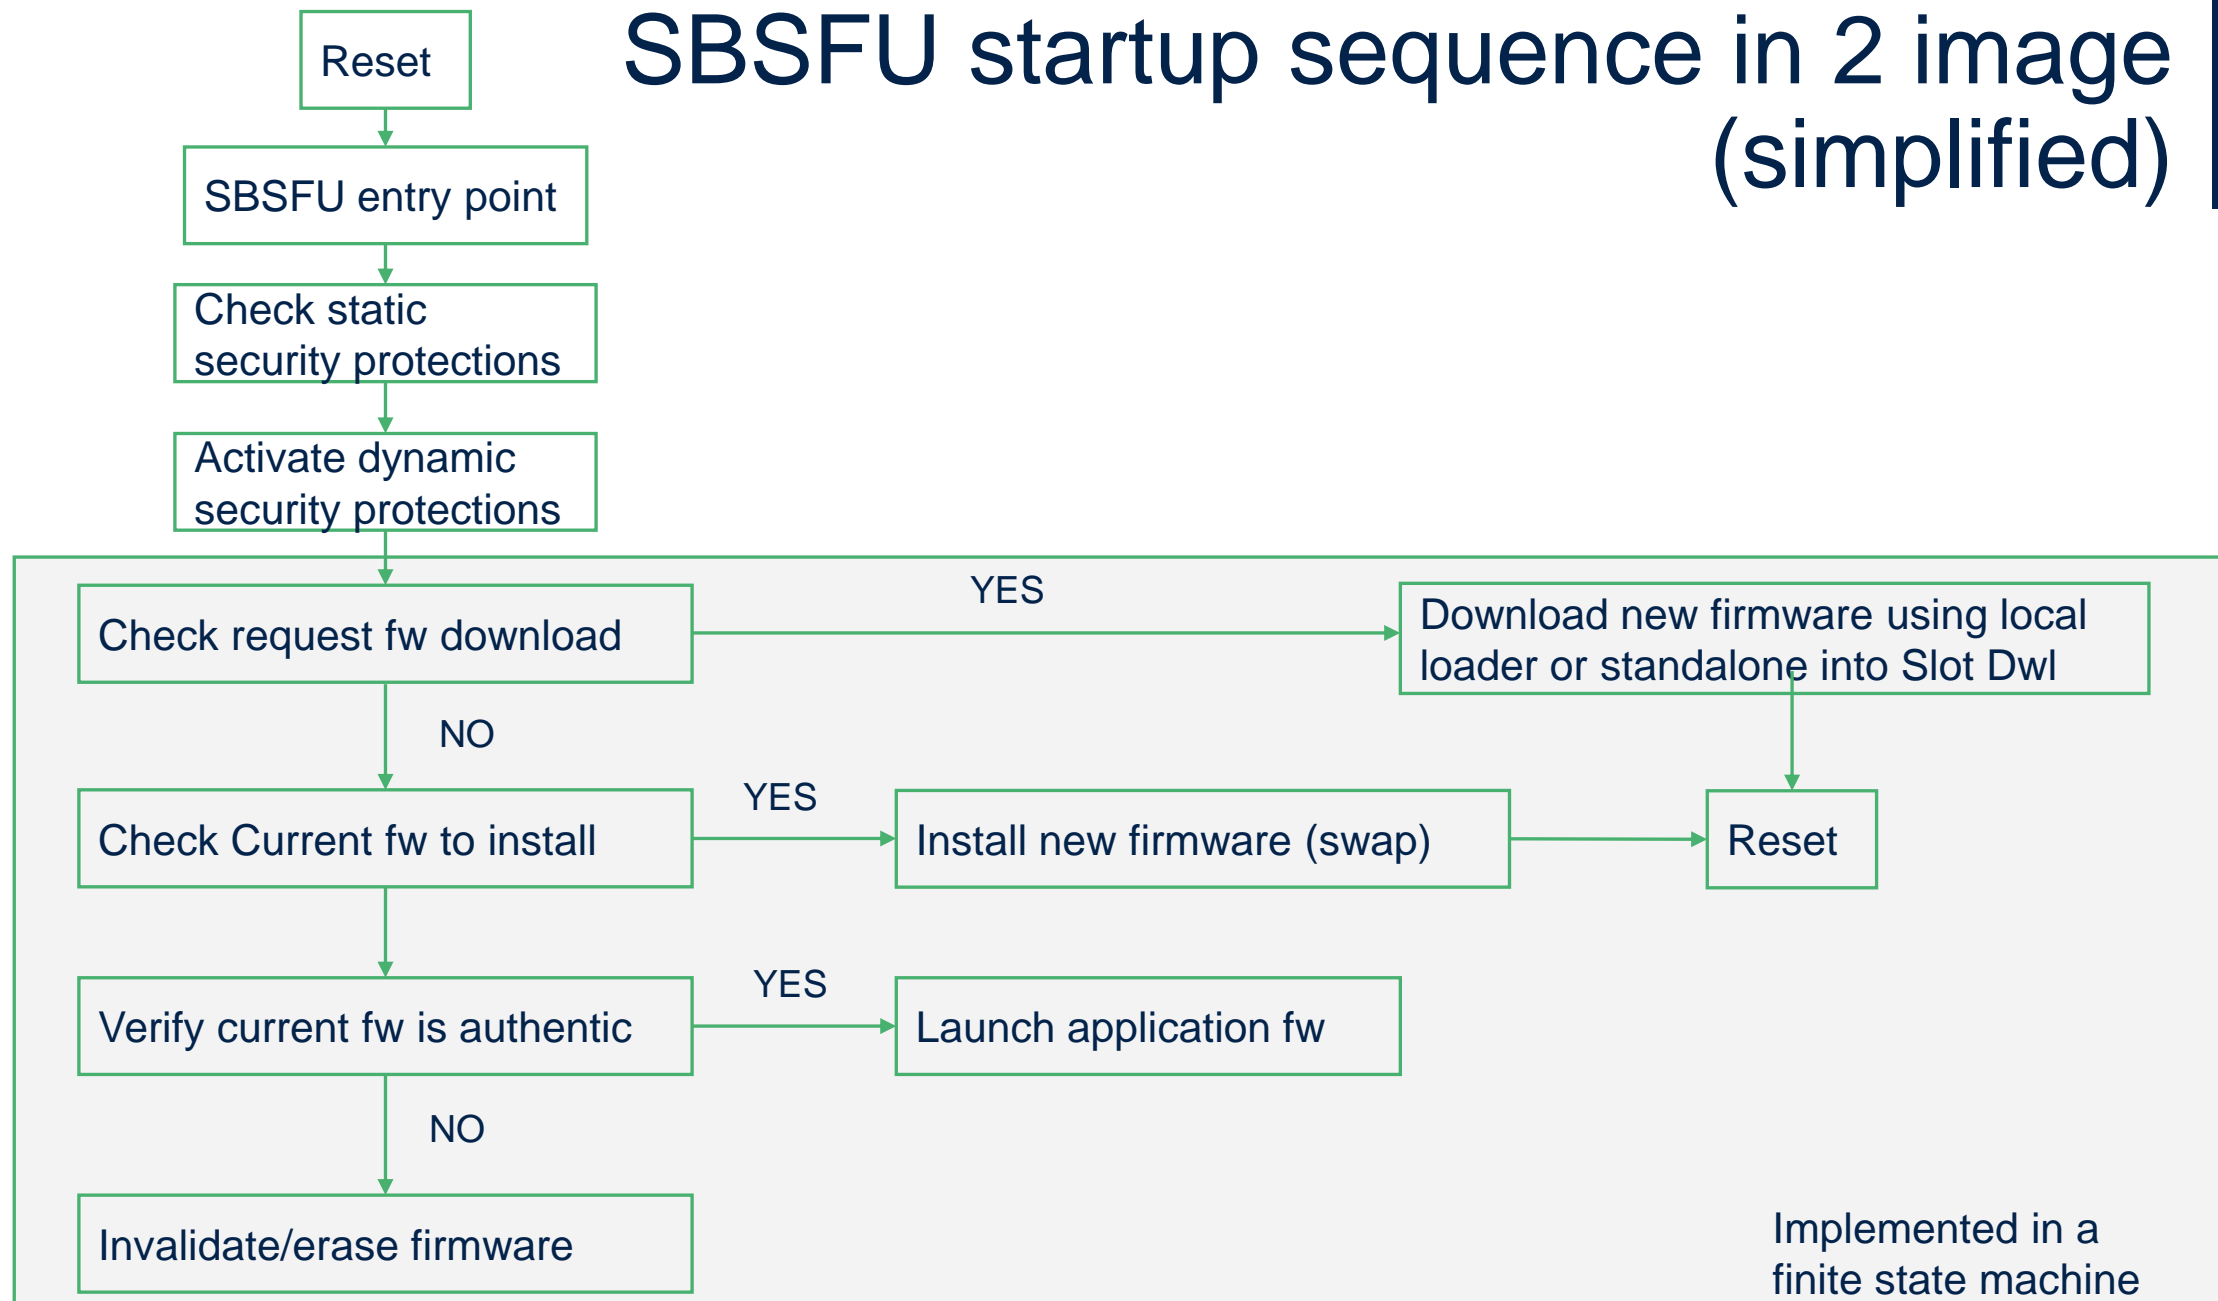 SBSFU startup sequence in 2 image
(simplified)
Reset
SBSFU entry point
Check static
security protections
Activate dynamic
security protections
Check request fw download
YES
Download new firmware using local
loader or standalone into Slot Dwl
NO
Check Current fw to install
YES
Install new firmware (swap)
Reset
Verify current fw is authentic
YES
Launch application fw
NO
Invalidate/erase firmware
Implemented in a
finite state machine